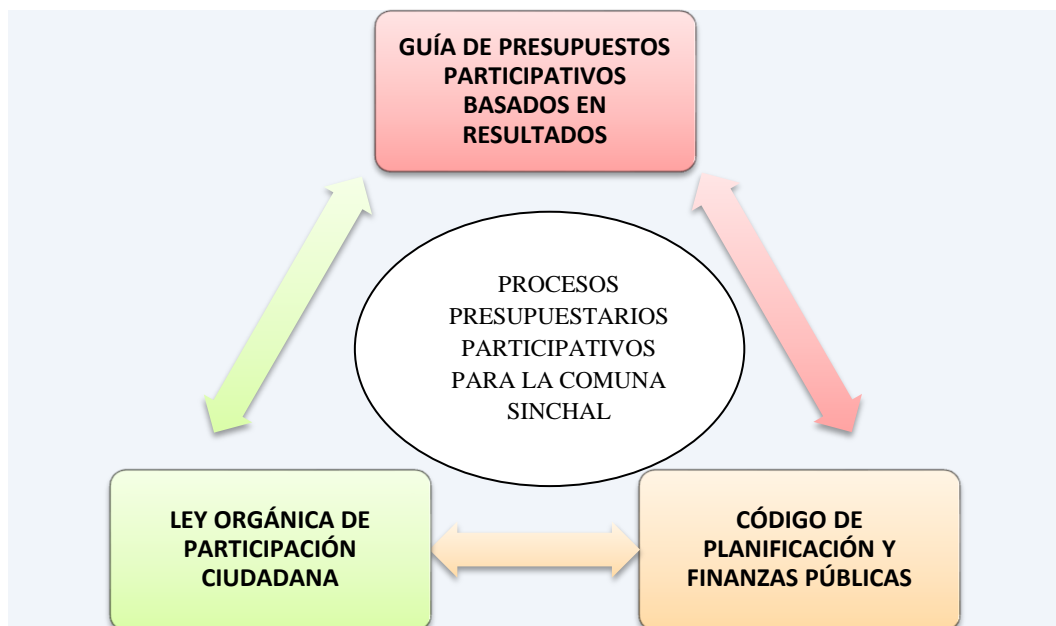 GUÍA DE PRESUPUESTOS
PARTICIPATIVOS
BASADOS EN
RESULTADOS
PROCESOS
PRESUPUESTARIOS
PARTICIPATIVOS
PARA LA COMUNA
SINCHAL
LEY ORGÁNICA DE
PARTICIPACIÓN
CIUDADANA
CÓDIGO DE
PLANIFICACIÓN Y
FINANZAS PÚBLICAS